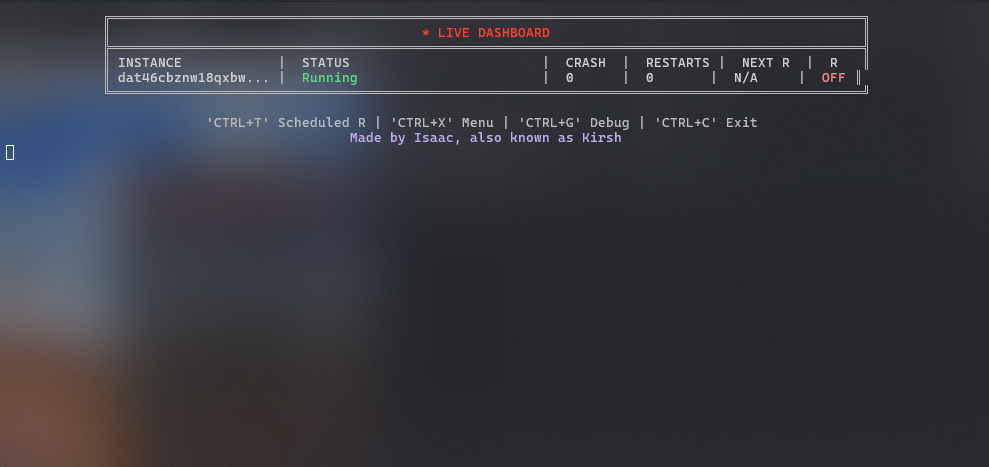 * LIVE DASHBOARD
INSTANCE | STATUS | CRASH | RESTARTS | NEXT R | R
dat46cbznw18qxbw... | Running | 0 | 0 | N/A | OFF
'CTRL+T' Scheduled R | 'CTRL+X' Menu | 'CTRL+G' Debug | 'CTRL+C' Exit
Made by Isaac, also known as Kirsh